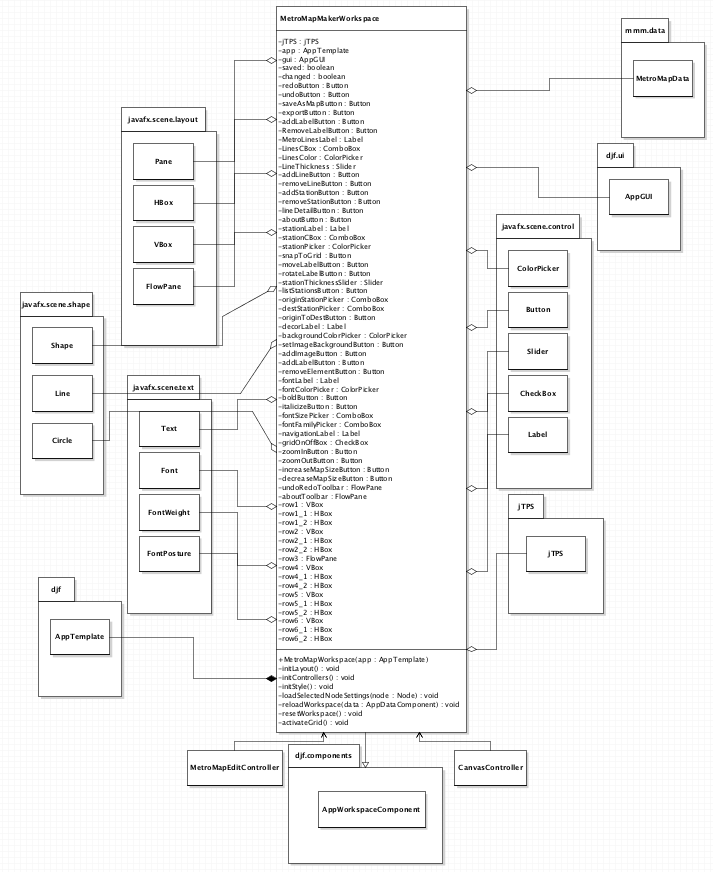 MetroMapMakerWorkspace
-jTPS : jTPS
-app : AppTemplate
-gui : AppGUI
-saved: boolean
-changed : boolean
-redoButton : Button
-undoButton : Button
-saveAsMapButton : Button
-exportButton : Button
-addLabelButton : Button
-RemoveLabelButton : Button
-MetroLinesLabel : Label
-LinesCBox : ComboBox
-LinesColor : ColorPicker
-LineThickness : Slider
-addLineButton : Button
-removeLineButton : Button
-addStationButton : Button
-removeStationButton : Button
-lineDetailButton : Button
-aboutButton : Button
-stationLabel : Label
-stationCBox : ComboBox
-stationPicker : ColorPicker
-snapToGrid : Button
-moveLabelButton : Button
-rotateLabelButton : Button
-stationThicknessSlider : Slider
-listStationsButton : Button
-originStationPicker : ComboBox
-destStationPicker : ComboBox
-originToDestButton : Button
-decorLabel : Label
-backgroundColorPicker : ColorPicker
-setImageBackgroundButton : Button
-addImageButton : Button
-addLabelButton : Button
-removeElementButton : Button
-fontLabel : Label
-fontColorPicker : ColorPicker
-boldButton : Button
-italicizeButton : Button
-fontSizePicker : ComboBox
-fontFamilyPicker : ComboBox
-navigationLabel : Label
-gridOnOffBox : CheckBox
-zoomInButton : Button
-zoomOutButton : Button
-increaseMapSizeButton : Button
-decreaseMapSizeButton : Button
-undoRedoToolbar : FlowPane
-aboutToolbar : FlowPane
-row1 : VBox
-row1_1 : HBox
-row1_2 : HBox
-row2 : VBox
-row2_1 : HBox
-row2_2 : HBox
-row3 : FlowPane
-row4 : VBox
-row4_1 : HBox
-row4_2 : HBox
-row5 : VBox
-row5_1 : HBox
-row5_2 : HBox
-row6 : VBox
-row6_1 : HBox
-row6_2 : HBox
+MetroMapWorkspace(app : AppTemplate)
-initLayout() : void
-initControllers() : void
-initStyle() : void
-loadSelectedNodeSettings(node : Node) : void
-reloadWorkspace(data : AppDataComponent) : void
-resetWorkspace() : void
-activateGrid() : void
javafx.scene.layout
Pane
HBox
VBox
FlowPane
javafx.scene.shape
Shape
Line
Circle
javafx.scene.text
Text
Font
FontWeight
FontPosture
djf
AppTemplate
mmm.data
MetroMapData
djf.ui
AppGUI
javafx.scene.control
ColorPicker
Button
Slider
CheckBox
Label
jTPS
jTPS
MetroMapEditController
djf.components
AppWorkspaceComponent
CanvasController